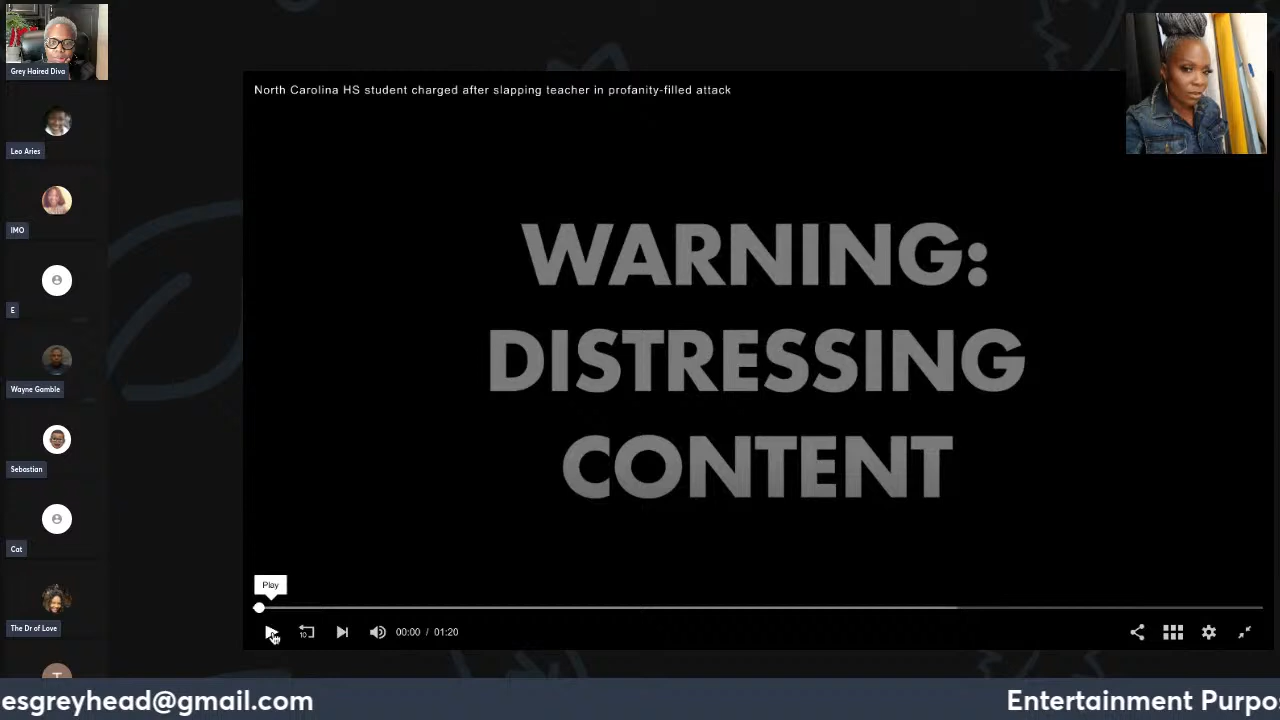 Grey Haired Diva
Leo Aries
IMO
E
Wayne Gamble
Sebastian
Cat
The Dr of Love
T
North Carolina HS student charged after slapping teacher in profanity-filled attack
WARNING:
DISTRESSING
CONTENT
Play
10
00:00 / 01:20
esgreyhead@gmail.com
Entertainment Purpo